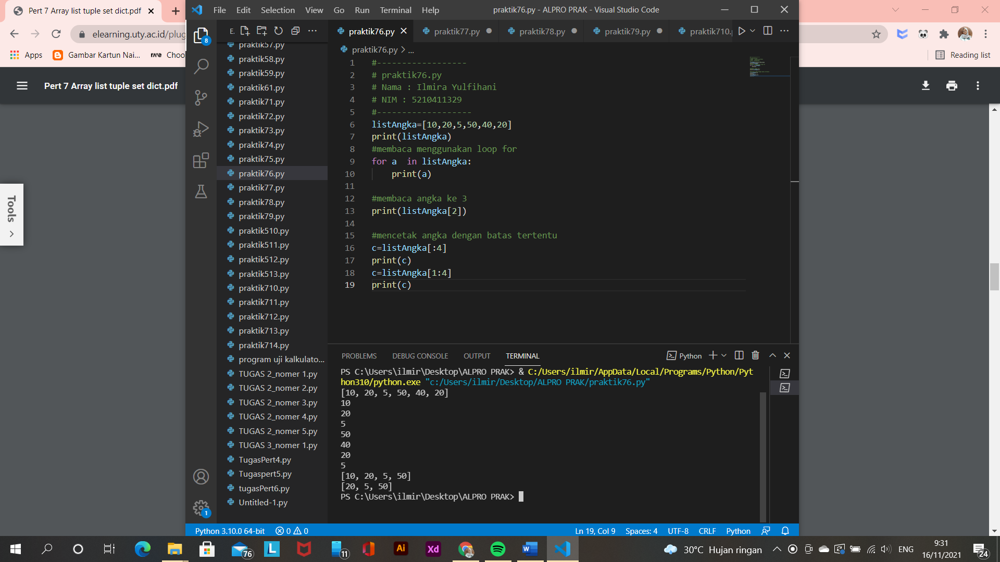 Pert 7 Array list tuple set dict.pdf
elearning.uty.ac.id/plug
Apps
Gambar Kartun Nai...
rave
Choo
Reading list
Pert 7 Array list tuple set dict.pdf
Tools
File Edit Selection View Go Run Terminal Help
praktik76.py - ALPRO PRAK - Visual Studio Code
E.
praktik76.py
praktik77.py
praktik78.py
praktik79.py
praktik710.p
praktik76.py > ...
8
praktik57.py
praktik58.py
praktik59.py
praktik61.py
praktik71.py
praktik72.py
praktik73.py
praktik74.py
praktik75.py
praktik76.py
praktik77.py
praktik78.py
praktik79.py
praktik510.py
praktik511.py
praktik512.py
praktik513.py
praktik710.py
praktik711.py
praktik712.py
praktik713.py
praktik714.py
program uji kalkulato...
TUGAS 2_nomer 1.py
TUGAS 2_nomer 2.py
TUGAS 2_nomer 3.py
TUGAS 2_nomer 4.py
TUGAS 2_nomer 5.py
TUGAS 3_nomer 1.py
TugasPert4.py
Tugaspert5.py
tugasPert6.py
Untitled-1.py
1
1 #------------------
2 # praktik76.py
3 # Nama : Ilmira Yulfihani
4 # NIM : 5210411329
5 #-------------------
6 listAngka=[10,20,5,50,40,20]
7 print(listAngka)
8 #membaca menggunakan loop for
9 for a  in listAngka:
10     print(a)
11
12 #membaca angka ke 3
13 print(listAngka[2])
14
15 #mencetak angka dengan batas tertentu
16 c=listAngka[:4]
17 print(c)
18 c=listAngka[1:4]
19 print(c)
PROBLEMS DEBUG CONSOLE OUTPUT TERMINAL
Python
PS C:\Users\ilmir\Desktop\ALPRO PRAK> & C:/Users/ilmir/AppData/Local/Programs/Python/Pyt
hon310/python.exe "c:/Users/ilmir/Desktop/ALPRO PRAK/praktik76.py"
[10, 20, 5, 50, 40, 20]
10
20
5
50
40
20
5
[10, 20, 5, 50]
[20, 5, 50]
PS C:\Users\ilmir\Desktop\ALPRO PRAK>
Python 3.10.0 64-bit 0 0
Ln 19, Col 9 Spaces: 4 UTF-8 CRLF Python
76
L
11
Ai
Xd
30°C Hujan ringan
ENG
9:31
16/11/2021
24